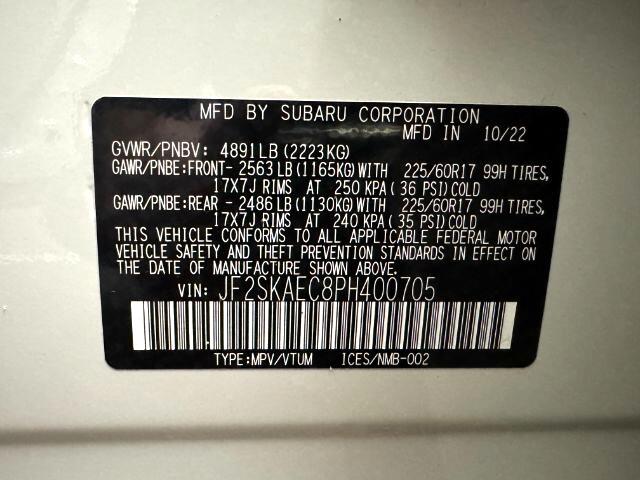 MFD BY SUBARU CORPORATION
MFD IN 10/22
GVWR/PNBV: 4891LB (2223KG)
GAWR/PNBE:FRONT- 2563LB(1165KG)WITH 225/60R17 99H TIRES,
17X7J RIMS AT 250 KPA (36 PSI)COLD
GAWR/PNBE:REAR - 2486LB(1130KG)WITH 225/60R17 99H TIRES,
17X7J RIMS AT 240 KPA (35 PSI)COLD
THIS VEHICLE CONFORMS TO ALL APPLICABLE FEDERAL MOTOR
VEHICLE SAFETY AND THEFT PREVENTION STANDARDS IN EFFECT
ON THE DATE OF MANUFACTURE SHOWN ABOVE.
VIN: JF2SKAEC8PH400705
TYPE:MPV/VTUM ICES/NMB-002